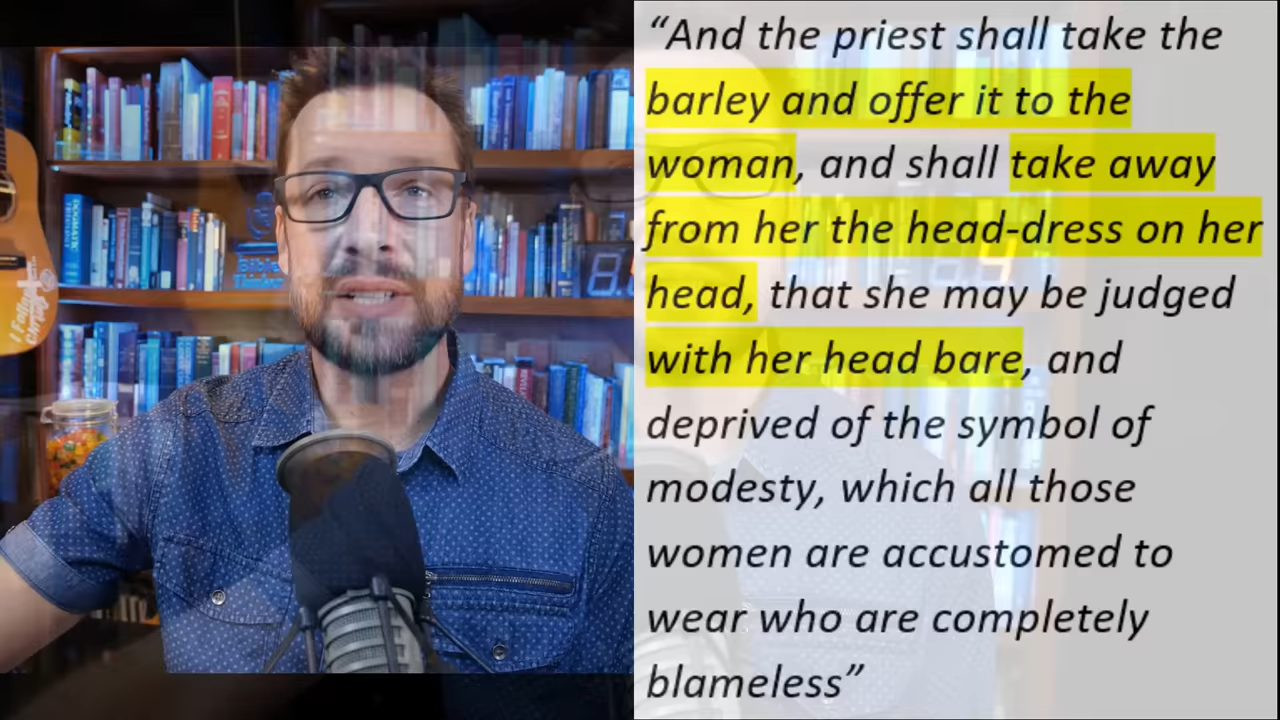 “And the priest shall take the
barley and offer it to the
woman, and shall take away
from her the head-dress on her
head, that she may be judged
with her head bare, and
deprived of the symbol of
modesty, which all those
women are accustomed to
wear who are completely
blameless”
DOGMATIC
Bible